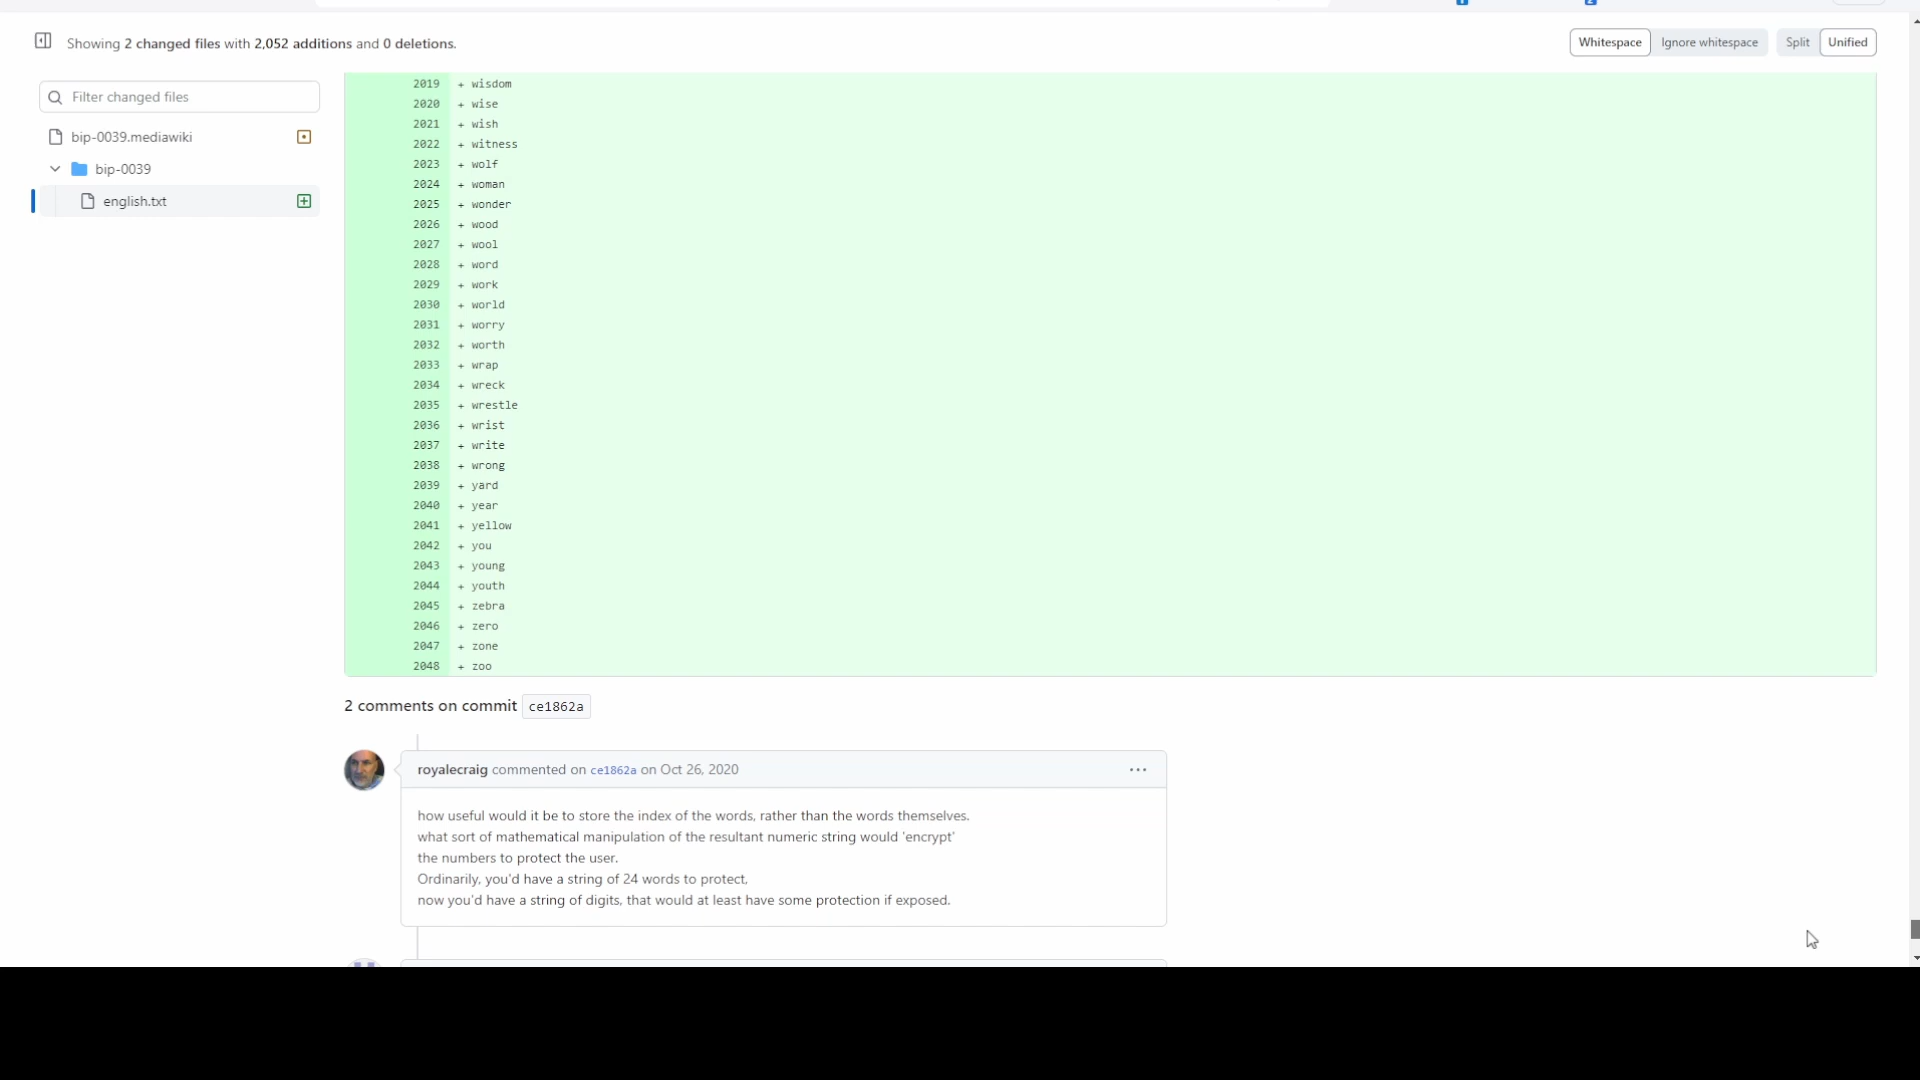 Showing 2 changed files with 2,052 additions and 0 deletions.
Whitespace Ignore whitespace Split Unified
Filter changed files
bip-0039.mediawiki
bip-0039
english.txt
2019 + wisdom
2020 + wise
2021 + wish
2022 + witness
2023 + wolf
2024 + woman
2025 + wonder
2026 + wood
2027 + wool
2028 + word
2029 + work
2030 + world
2031 + worry
2032 + worth
2033 + wrap
2034 + wreck
2035 + wrestle
2036 + wrist
2037 + write
2038 + wrong
2039 + yard
2040 + year
2041 + yellow
2042 + you
2043 + young
2044 + youth
2045 + zebra
2046 + zero
2047 + zone
2048 + zoo
2 comments on commit ce1862a
royalecraig commented on ce1862a on Oct 26, 2020
how useful would it be to store the index of the words, rather than the words themselves.
what sort of mathematical manipulation of the resultant numeric string would 'encrypt'
the numbers to protect the user.
Ordinarily, you'd have a string of 24 words to protect,
now you'd have a string of digits, that would at least have some protection if exposed.